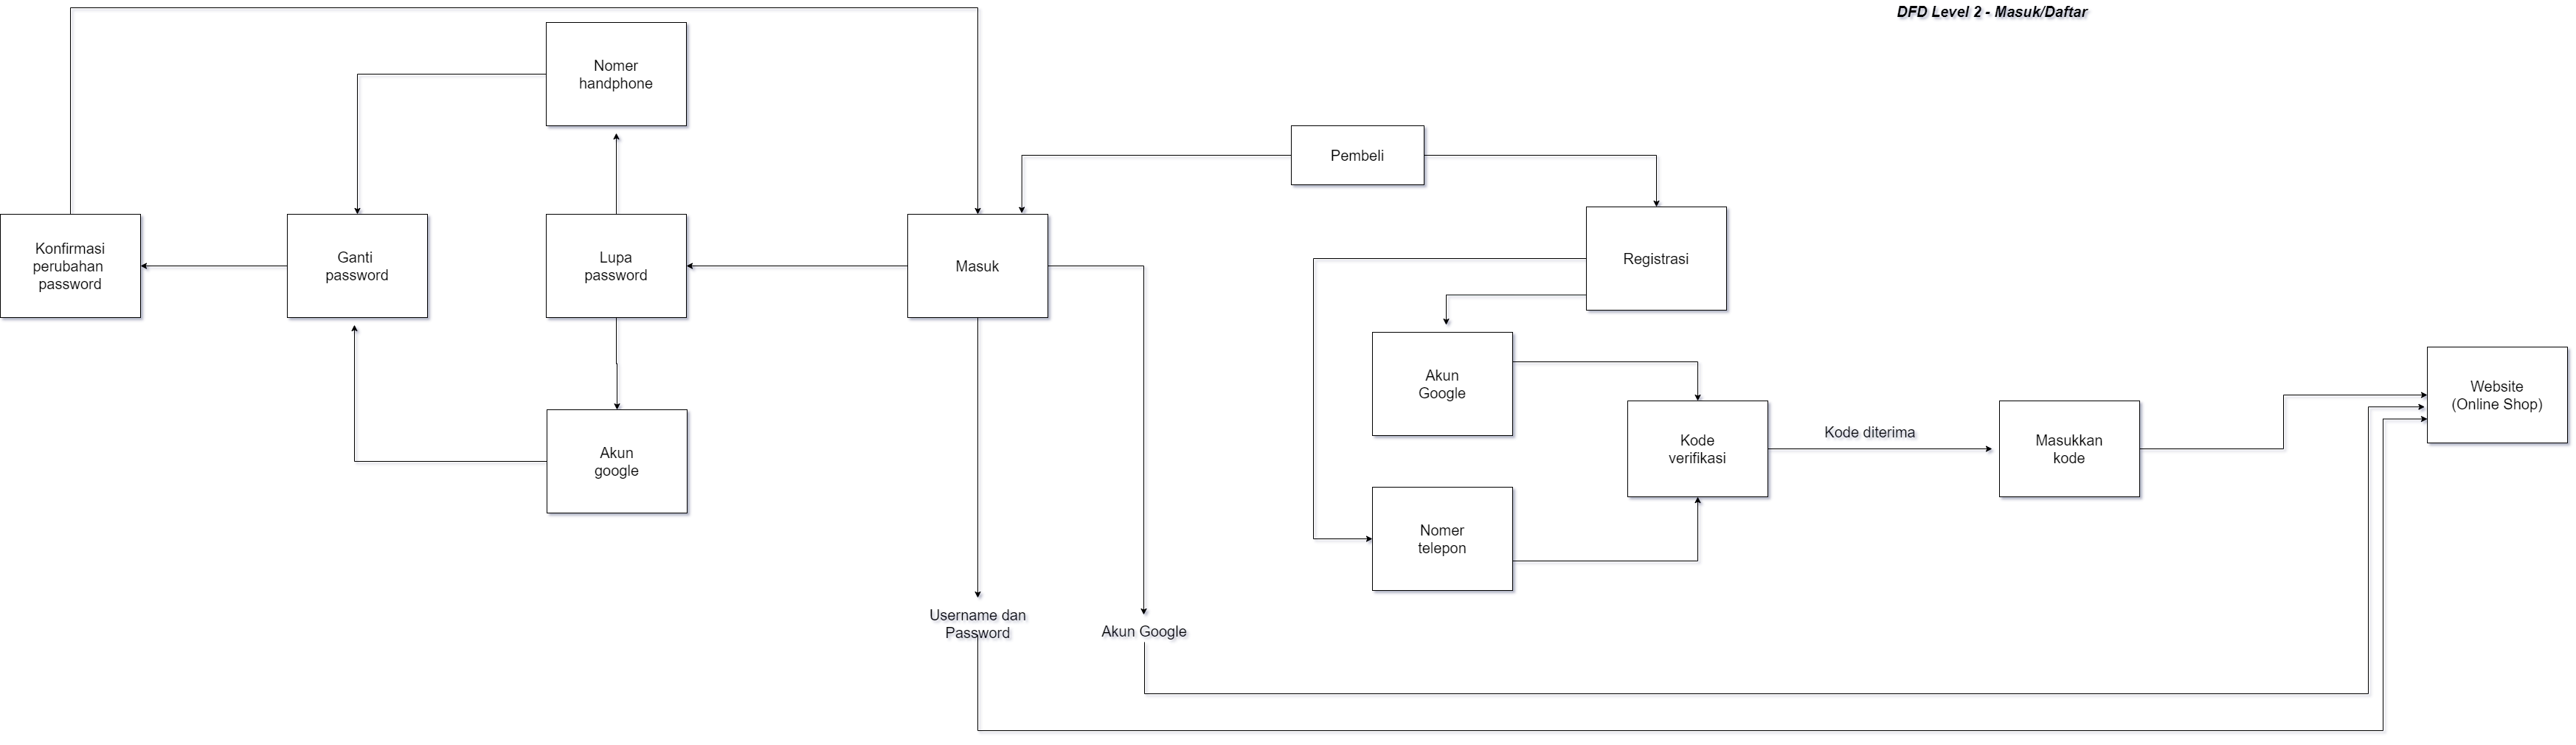 DFD Level 2 - Masuk/Daftar
Nomer
handphone
Pembeli
Konfirmasi
perubahan
password
Ganti
password
Lupa
password
Masuk
Registrasi
Akun
Google
Website
(Online Shop)
Kode
verifikasi
Kode diterima
Masukkan
kode
Akun
google
Nomer
telepon
Username dan
Password
Akun Google